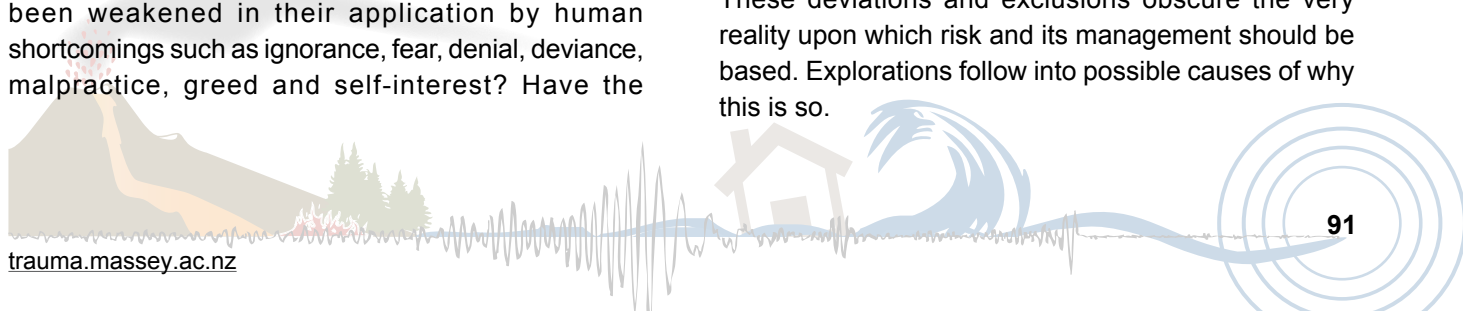 been weakened in their application by human
shortcomings such as ignorance, fear, denial, deviance,
malpractice, greed and self-interest? Have the
These deviations and exclusions obscure the very
reality upon which risk and its management should be
based. Explorations follow into possible causes of why
this is so.
91
trauma.massey.ac.nz